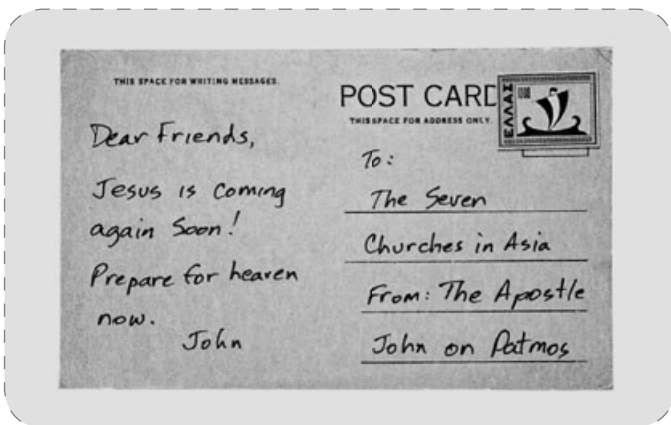 THIS SPACE FOR WRITING MESSAGES.
Dear Friends,
Jesus is coming
again Soon!
Prepare for heaven
now.
John
POST CARD
THIS SPACE FOR ADDRESS ONLY.
ΕΛΛΑΣ
To:
The Seven
Churches in Asia
From: The Apostle
John on Patmos